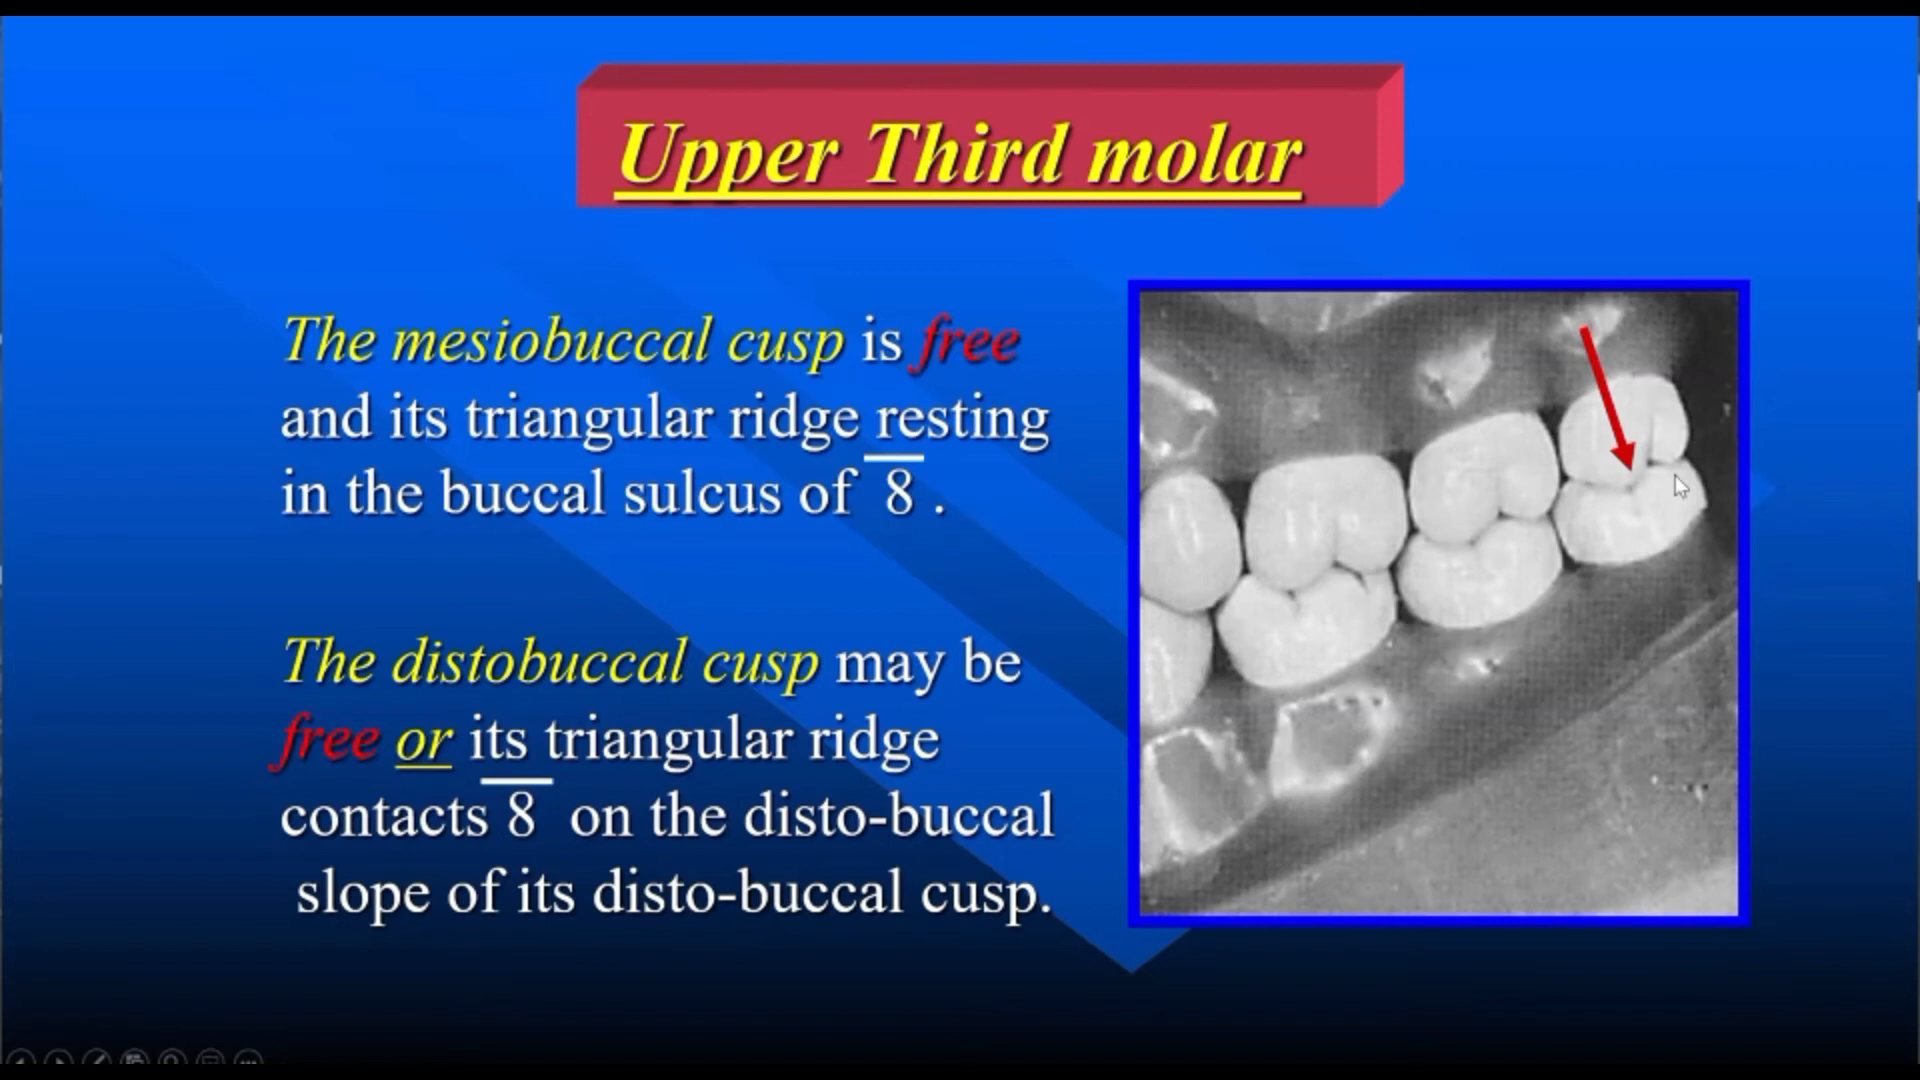 Upper Third molar
The mesiobuccal cusp is free
and its triangular ridge resting
in the buccal sulcus of 8 .
The distobuccal cusp may be
free or its triangular ridge
contacts 8 on the disto-buccal
slope of its disto-buccal cusp.